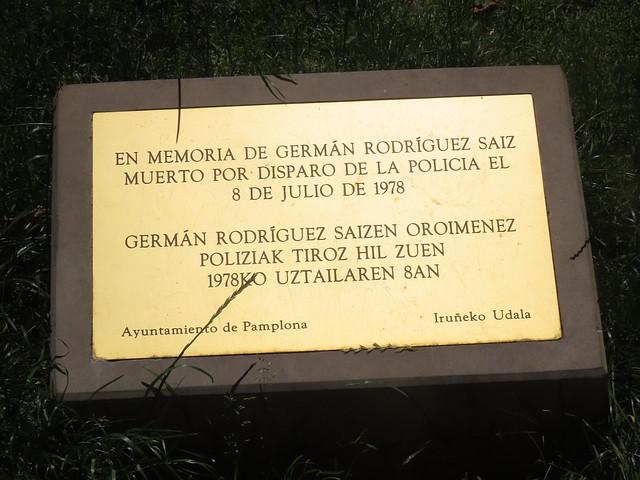 EN MEMORIA DE GERMÁN RODRÍGUEZ SAIZ
MUERTO POR DISPARO DE LA POLICIA EL
8 DE JULIO DE 1978
GERMÁN RODRÍGUEZ SAIZEN OROIMENEZ
POLIZIAK TIROZ HIL ZUEN
1978KO UZTAILAREN 8AN
Ayuntamiento de Pamplona
Iruñeko Udala